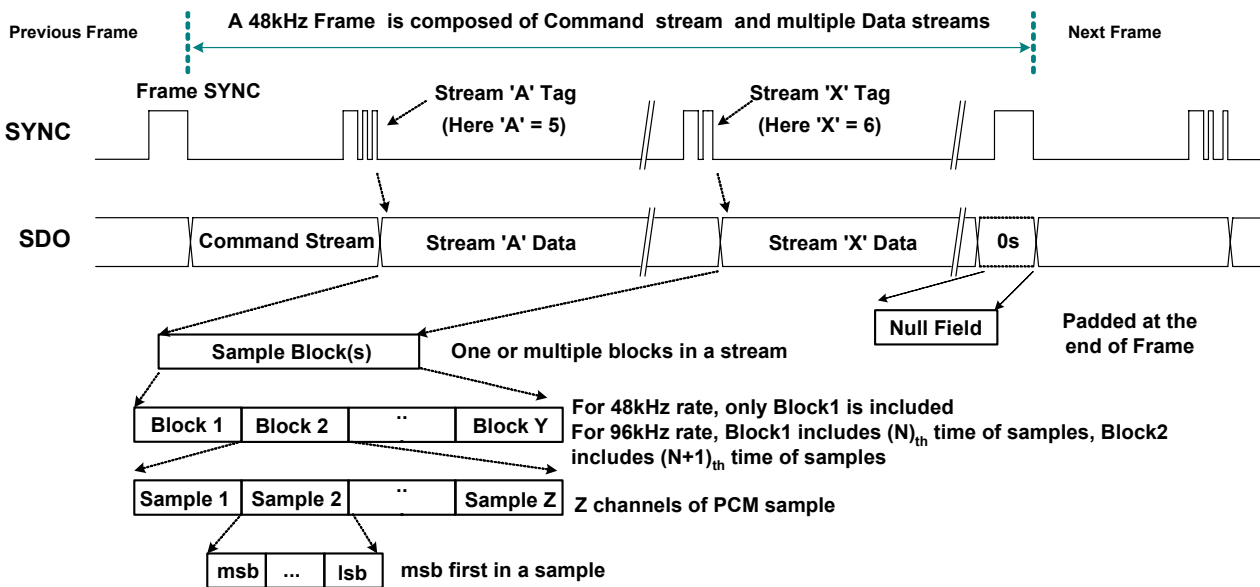 A 48kHz Frame is composed of Command stream and multiple Data streams
Previous Frame
Next Frame
Frame SYNC
Stream 'A' Tag
(Here 'A' = 5)
Stream 'X' Tag
(Here 'X' = 6)
SYNC
SDO
Command Stream
Stream 'A' Data
Stream 'X' Data
0s
Null Field
Padded at the
end of Frame
Sample Block(s)
One or multiple blocks in a stream
Block 1
Block 2
..
Block Y
For 48kHz rate, only Block1 is included
For 96kHz rate, Block1 includes (N)th time of samples, Block2
includes (N+1)th time of samples
Sample 1
Sample 2
..
Sample Z
Z channels of PCM sample
msb
...
lsb
msb first in a sample